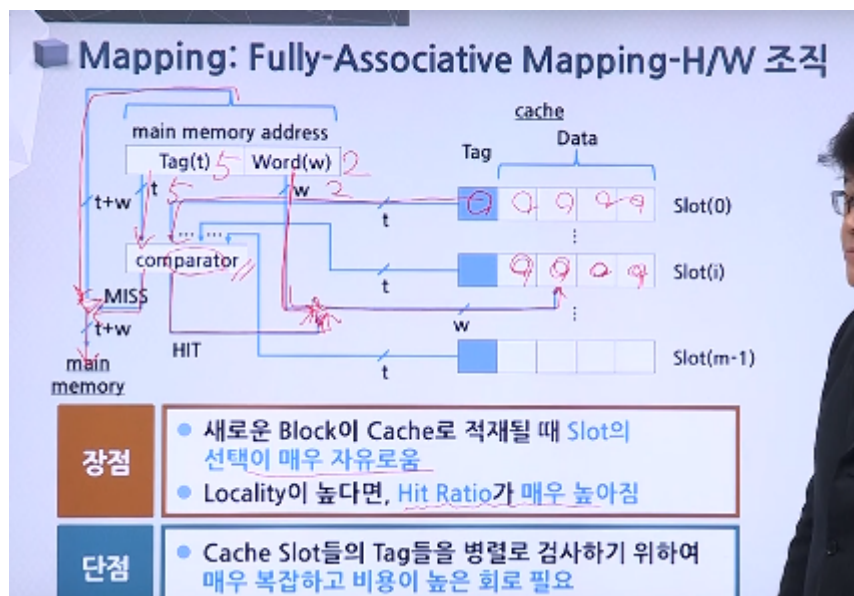 Mapping: Fully-Associative Mapping-H/W 조직
main memory address
Tag(t) 5 Word(w) 2
cache
Tag
Data
t+w
t
5
w
2
t
Slot(0)
... ...
comparator
t
Slot(i)
MISS
t+w
w
HIT
t
Slot(m-1)
main
memory
장점
새로운 Block이 Cache로 적재될 때 Slot의
선택이 매우 자유로움
Locality이 높다면, Hit Ratio가 매우 높아짐
단점
Cache Slot들의 Tag들을 병렬로 검사하기 위하여
매우 복잡하고 비용이 높은 회로 필요